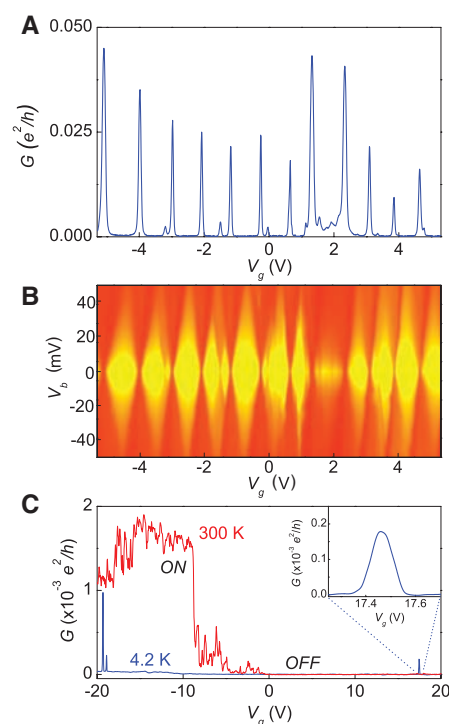 A
0.050
0.025
0.000
G (e²/h)
-4 -2 0 2 4
V_g (V)
B
40
20
0
-20
-40
V_b (mV)
-4 -2 0 2 4
V_g (V)
C
2
1
0
G (x10⁻³ e²/h)
300 K
ON
4.2 K
OFF
0.2
0.1
0.0
G (x10⁻³ e²/h)
17.4 17.6
V_g (V)
-20 -10 0 10 20
V_g (V)